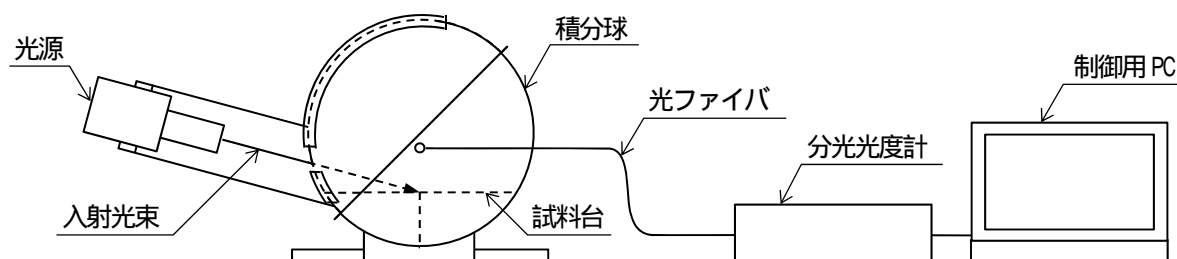 光源
積分球
制御用 PC
光ファイバ
分光光度計
入射光束
試料台